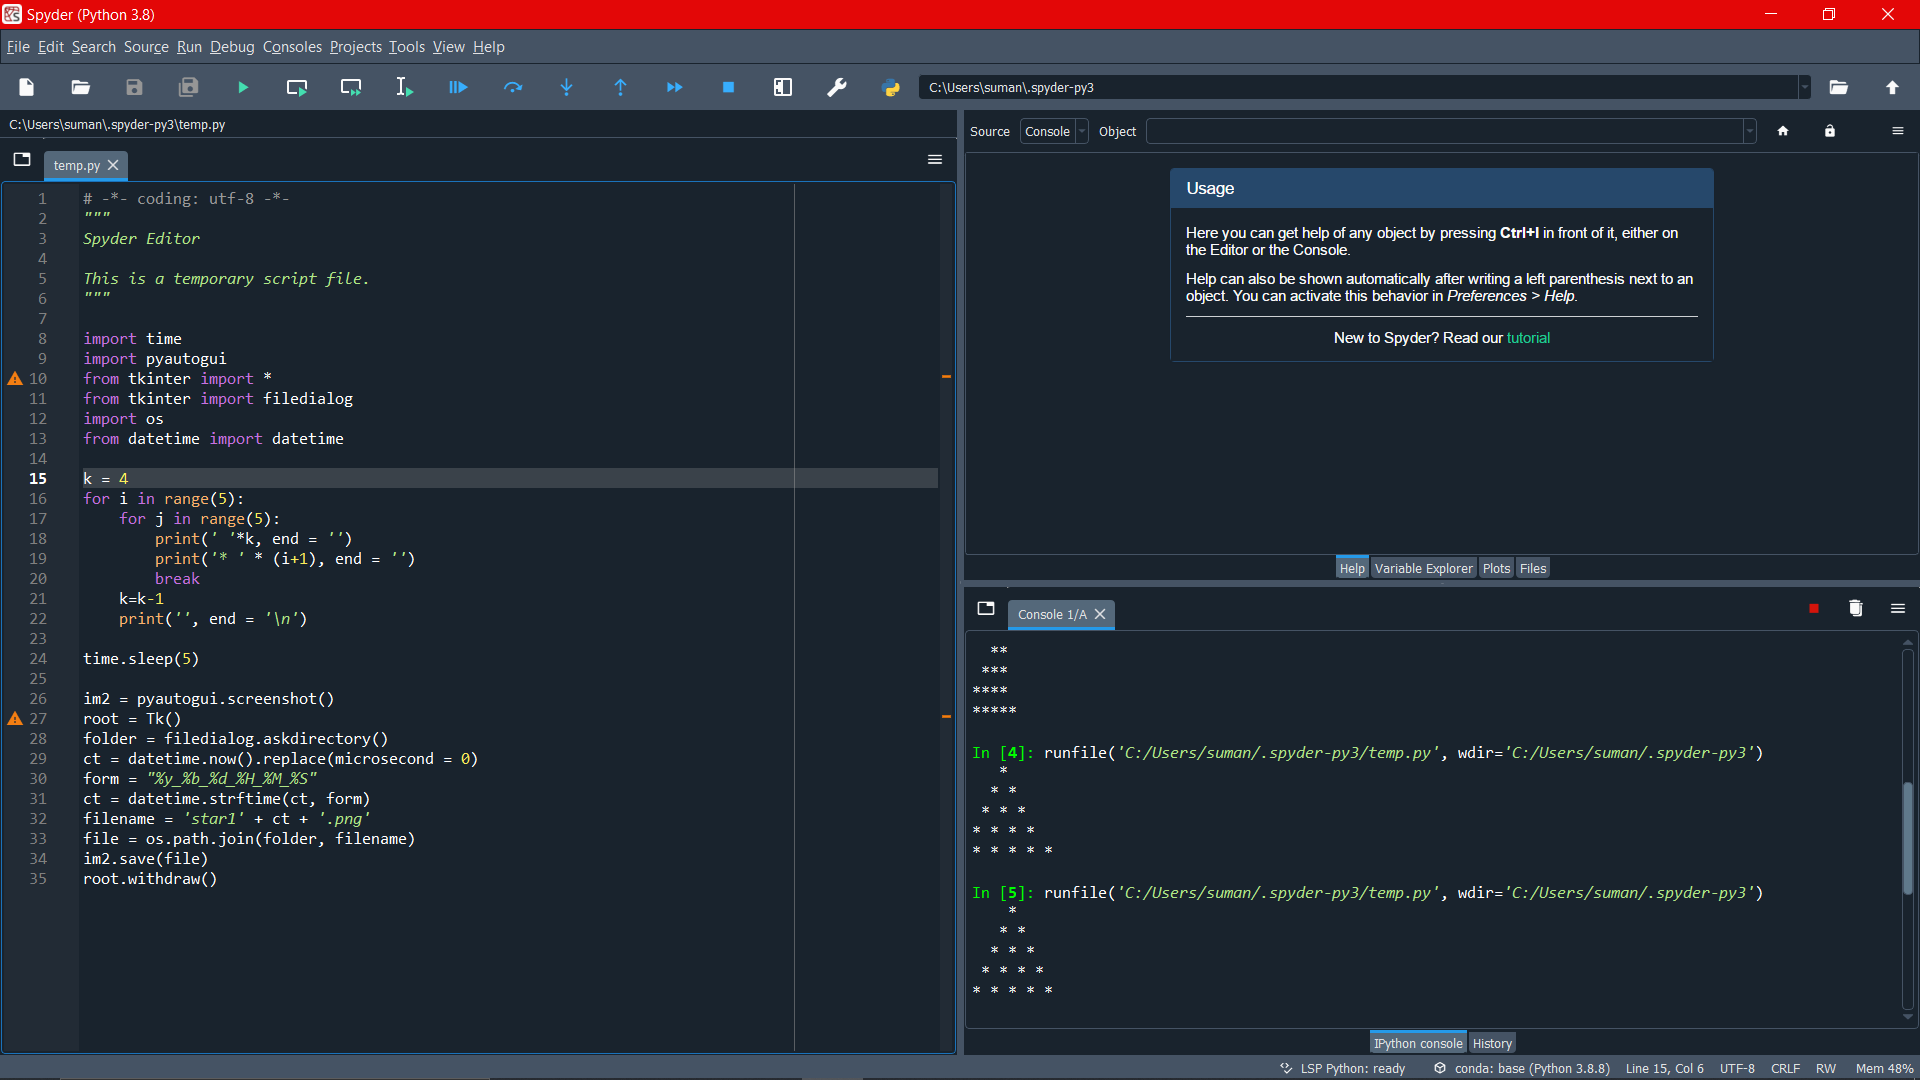 Spyder (Python 3.8)
File Edit Search Source Run Debug Consoles Projects Tools View Help
C:\Users\suman\.spyder-py3
C:\Users\suman\.spyder-py3\temp.py
temp.py
1 # -*- coding: utf-8 -*-
2 """
3 Spyder Editor
4
5 This is a temporary script file.
6 """
7
8 import time
9 import pyautogui
10 from tkinter import *
11 from tkinter import filedialog
12 import os
13 from datetime import datetime
14
15 k = 4
16 for i in range(5):
17     for j in range(5):
18         print(' '*k, end = '')
19         print('* ' * (i+1), end = '')
20         break
21     k=k-1
22     print('', end = '\n')
23
24 time.sleep(5)
25
26 im2 = pyautogui.screenshot()
27 root = Tk()
28 folder = filedialog.askdirectory()
29 ct = datetime.now().replace(microsecond = 0)
30 form = "%y_%b_%d_%H_%M_%S"
31 ct = datetime.strftime(ct, form)
32 filename = 'star1' + ct + '.png'
33 file = os.path.join(folder, filename)
34 im2.save(file)
35 root.withdraw()
Source Console Object
Usage
Here you can get help of any object by pressing Ctrl+I in front of it, either on
the Editor or the Console.
Help can also be shown automatically after writing a left parenthesis next to an
object. You can activate this behavior in Preferences > Help.
New to Spyder? Read our tutorial
Help Variable Explorer Plots Files
Console 1/A
  **
 ***
****
*****
In [4]: runfile('C:/Users/suman/.spyder-py3/temp.py', wdir='C:/Users/suman/.spyder-py3')
   *
  * *
 * * *
* * * *
* * * * *
In [5]: runfile('C:/Users/suman/.spyder-py3/temp.py', wdir='C:/Users/suman/.spyder-py3')
    *
   * *
  * * *
 * * * *
* * * * *
IPython console History
LSP Python: ready conda: base (Python 3.8.8) Line 15, Col 6 UTF-8 CRLF RW Mem 48%